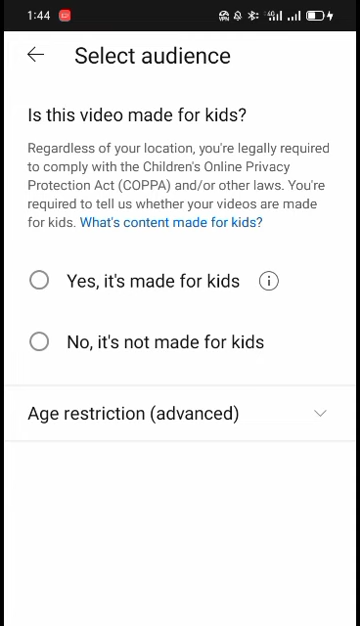 1:44
Select audience
Is this video made for kids?
Regardless of your location, you're legally required
to comply with the Children's Online Privacy
Protection Act (COPPA) and/or other laws. You're
required to tell us whether your videos are made
for kids. What's content made for kids?
Yes, it's made for kids
No, it's not made for kids
Age restriction (advanced)